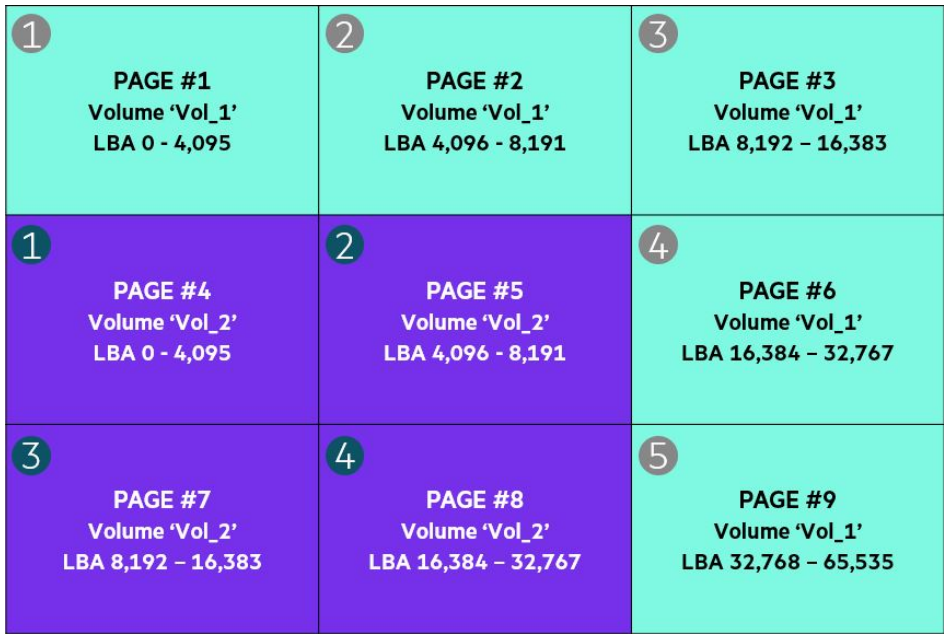 1
PAGE #1
Volume ‘Vol_1’
LBA 0 - 4,095
2
PAGE #2
Volume ‘Vol_1’
LBA 4,096 - 8,191
3
PAGE #3
Volume ‘Vol_1’
LBA 8,192 – 16,383
1
PAGE #4
Volume ‘Vol_2’
LBA 0 - 4,095
2
PAGE #5
Volume ‘Vol_2’
LBA 4,096 - 8,191
4
PAGE #6
Volume ‘Vol_1’
LBA 16,384 – 32,767
3
PAGE #7
Volume ‘Vol_2’
LBA 8,192 – 16,383
4
PAGE #8
Volume ‘Vol_2’
LBA 16,384 – 32,767
5
PAGE #9
Volume ‘Vol_1’
LBA 32,768 – 65,535